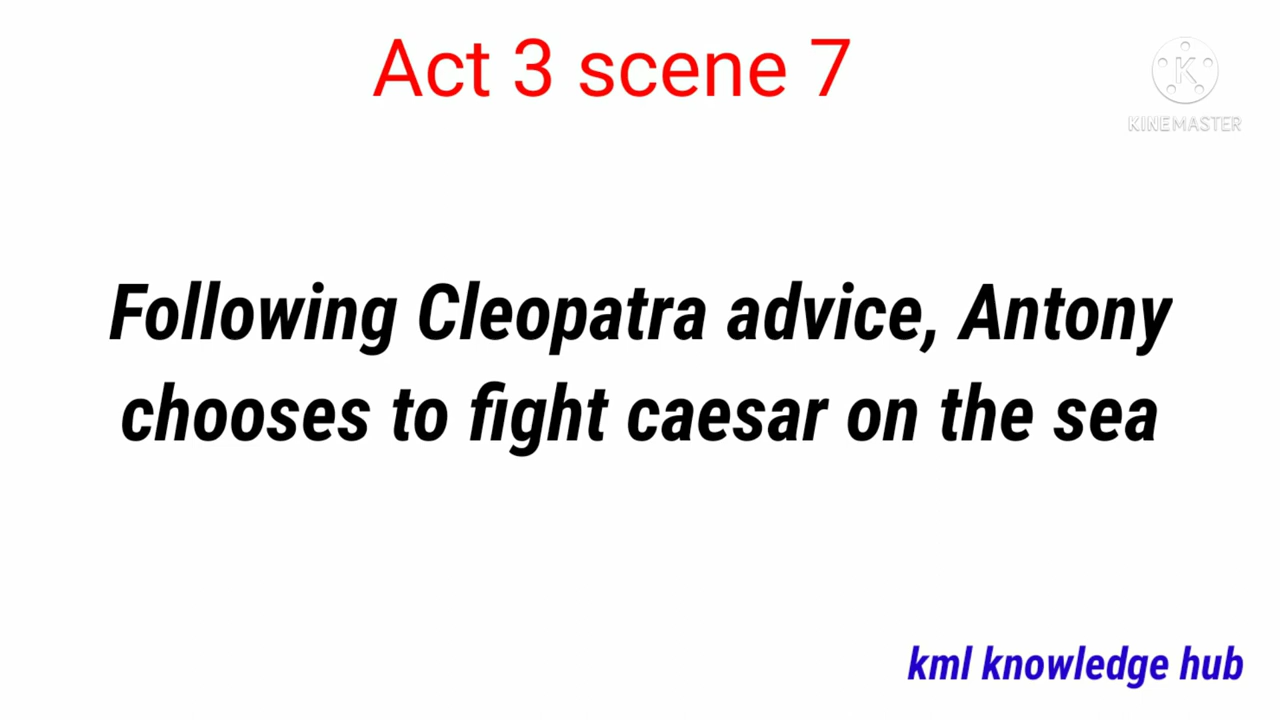 Act 3 scene 7
K
KINEMASTER
Following Cleopatra advice, Antony
chooses to fight caesar on the sea
kml knowledge hub